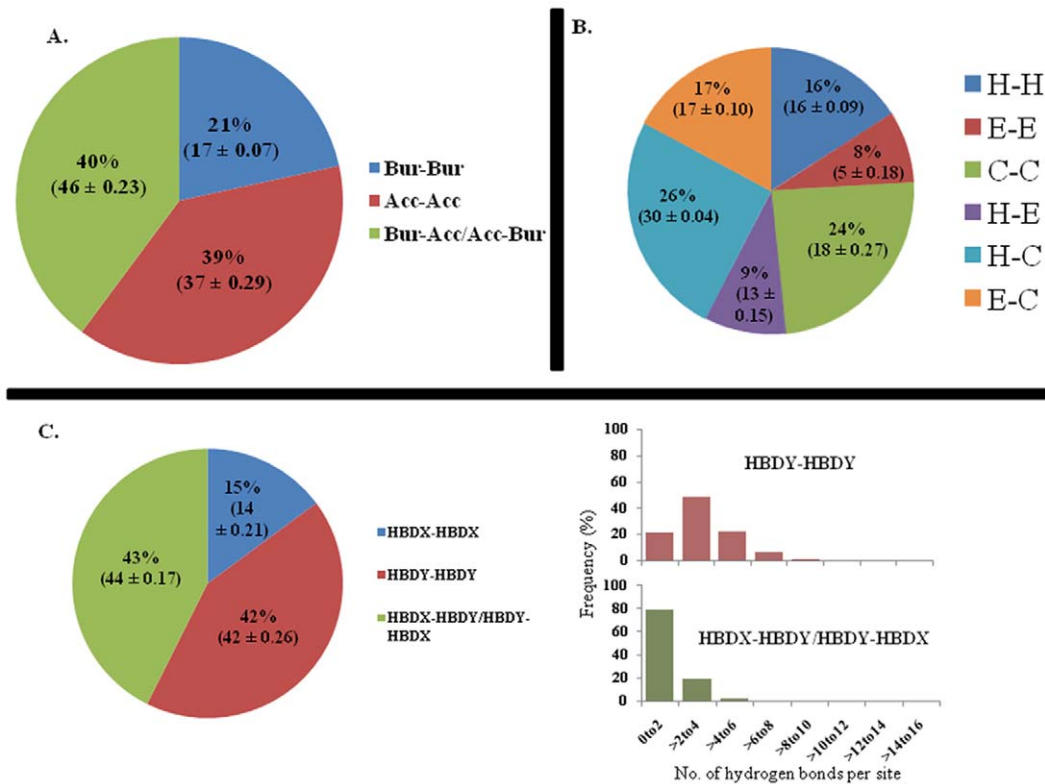 A.
21%
(17 ± 0.07)
39%
(37 ± 0.29)
40%
(46 ± 0.23)
Bur-Bur
Acc-Acc
Bur-Acc/Acc-Bur
B.
16%
(16 ± 0.09)
8%
(5 ± 0.18)
24%
(18 ± 0.27)
9%
(13 ±
0.15)
26%
(30 ± 0.04)
17%
(17 ± 0.10)
H-H
E-E
C-C
H-E
H-C
E-C
C.
15%
(14
± 0.21)
42%
(42 ± 0.26)
43%
(44 ± 0.17)
HBDX-HBDX
HBDY-HBDY
HBDX-HBDY/HBDY-
HBDX
Frequency (%)
100
80
60
40
20
0
HBDY-HBDY
100
80
60
40
20
0
HBDX-HBDY/HBDY-HBDX
0to2
>2to4
>4to6
>6to8
>8to10
>10to12
>12to14
>14to16
No. of hydrogen bonds per site